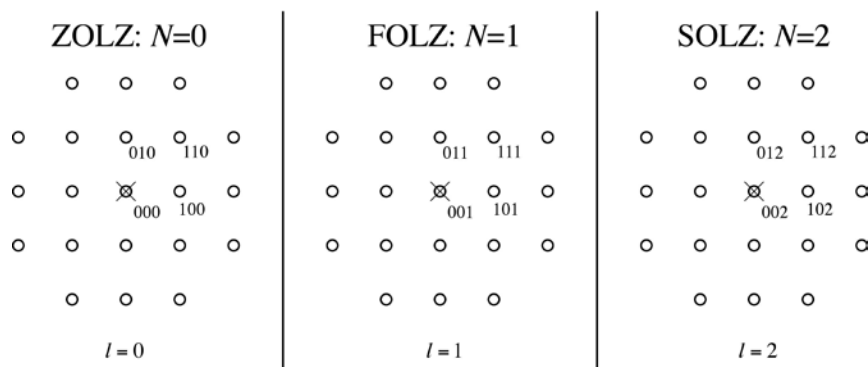 ZOLZ: N=0
FOLZ: N=1
SOLZ: N=2
010 110
000 100
l = 0
011 111
001 101
l = 1
012 112
002 102
l = 2